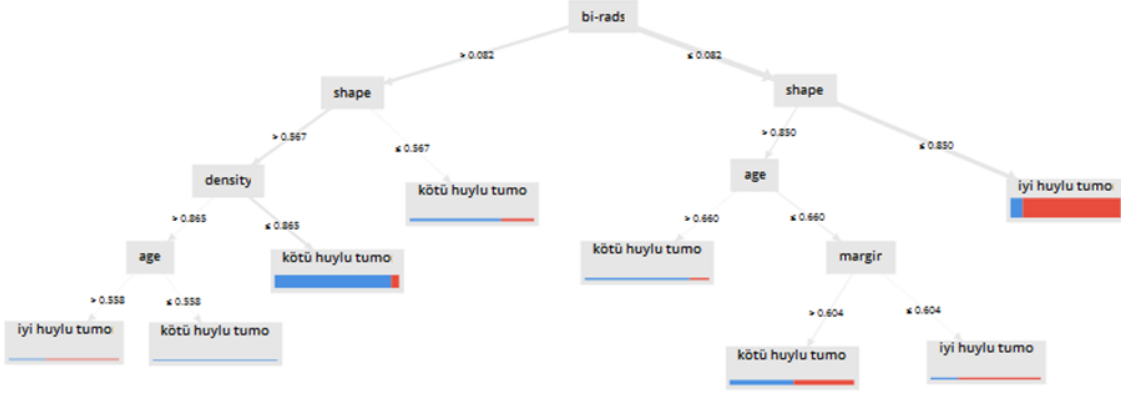 bi-rads
> 0.082
≤ 0.082
shape
shape
> 0.567
≤ 0.567
> 0.850
≤ 0.850
density
kötü huylu tumo
age
iyi huylu tumo
> 0.865
≤ 0.865
> 0.660
≤ 0.660
age
kötü huylu tumo
kötü huylu tumo
margir
> 0.558
≤ 0.558
> 0.604
≤ 0.604
iyi huylu tumo
kötü huylu tumo
kötü huylu tumo
iyi huylu tumo